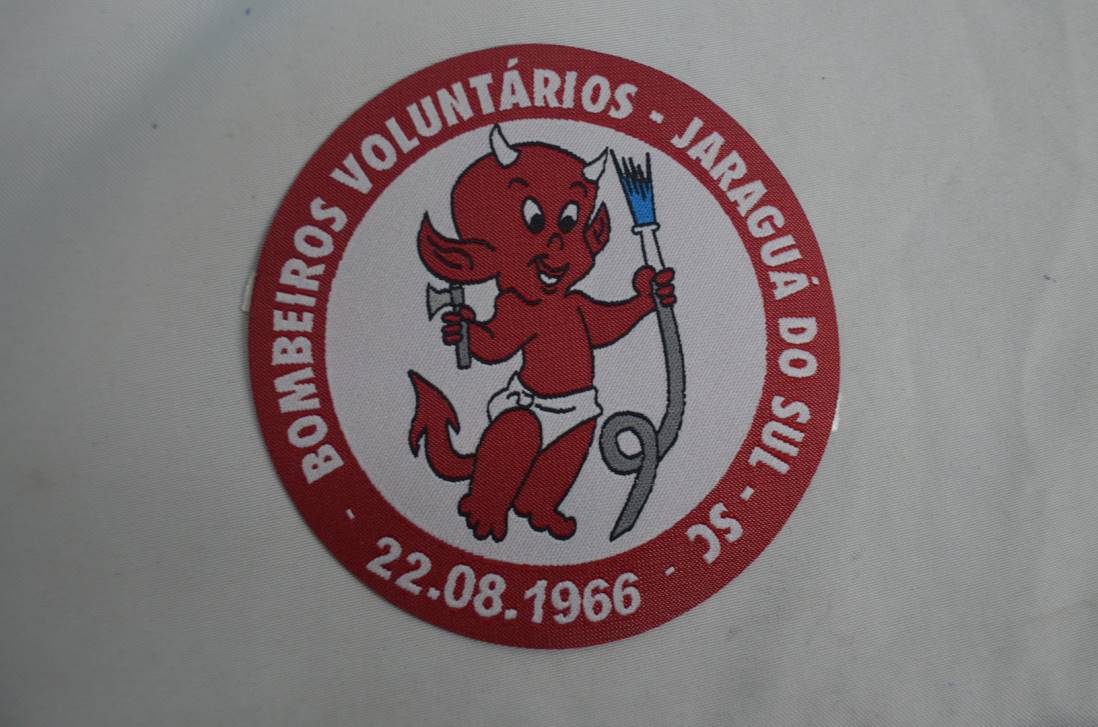 BOMBEIROS VOLUNTÁRIOS - JARAGUÁ DO SUL - SC -
22.08.1966 -